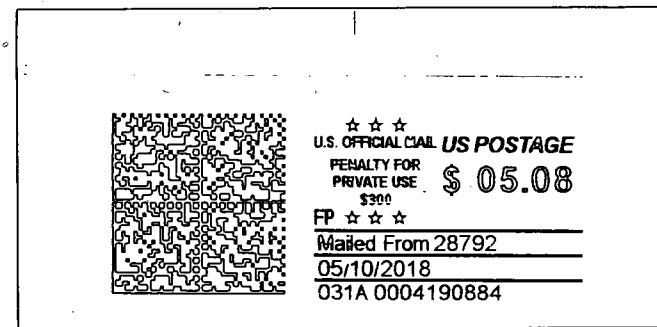 ☆ ☆ ☆
U.S. OFFICIAL MAIL US POSTAGE
PENALTY FOR
PRIVATE USE $ 05.08
$300
FP ☆ ☆ ☆
Mailed From 28792
05/10/2018
031A 0004190884